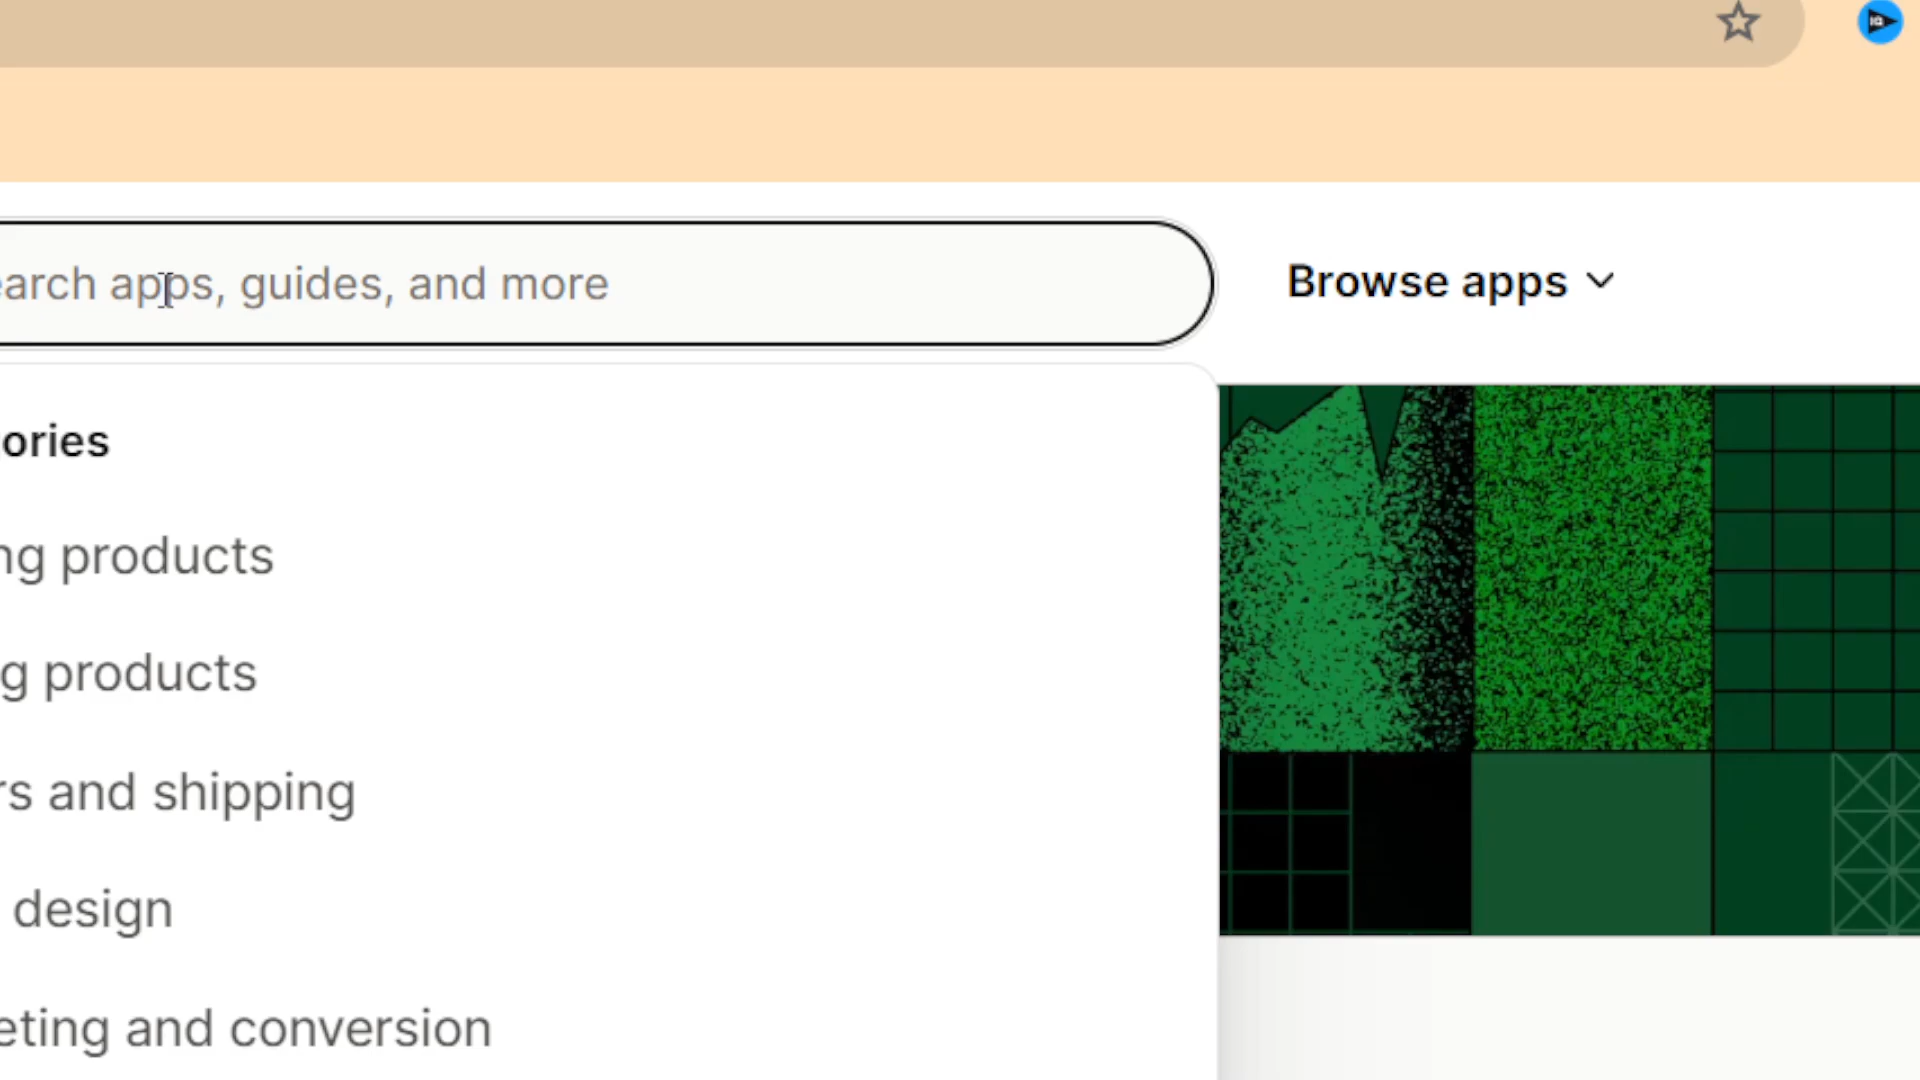 earch apps, guides, and more
Browse apps
ories
ng products
g products
rs and shipping
design
eting and conversion